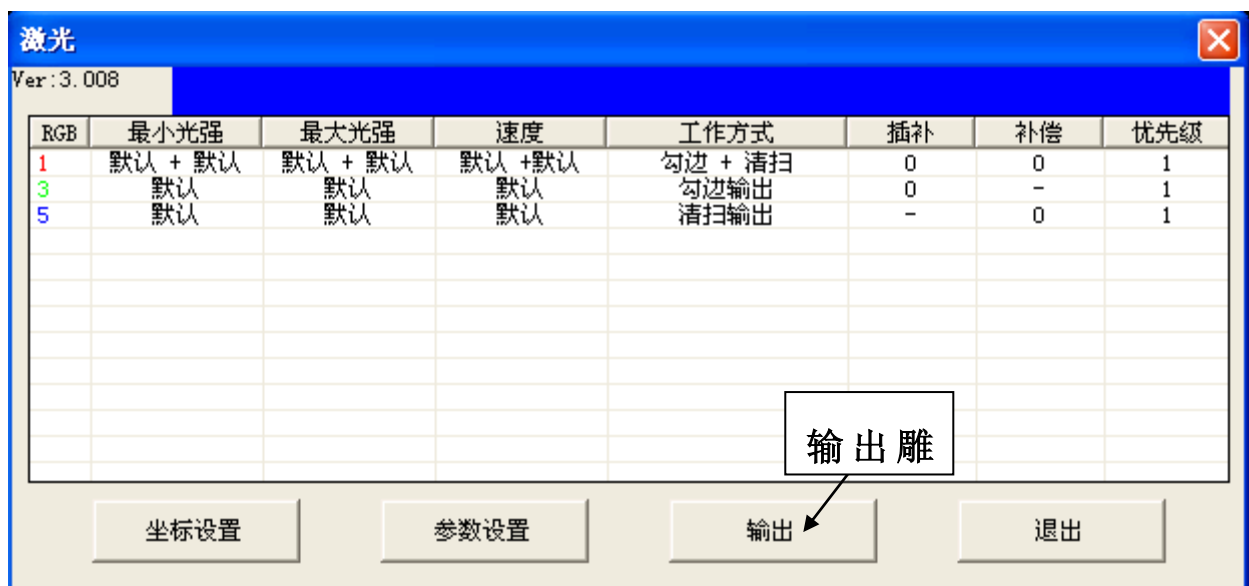 激光
Ver:3.008
RGB 最小光强 最大光强 速度 工作方式 插补 补偿 优先级
1 默认 + 默认 默认 + 默认 默认 +默认 勾边 + 清扫 0 0 1
3 默认 默认 默认 勾边输出 0 - 1
5 默认 默认 默认 清扫输出 - 0 1
输出雕
坐标设置 参数设置 输出 退出